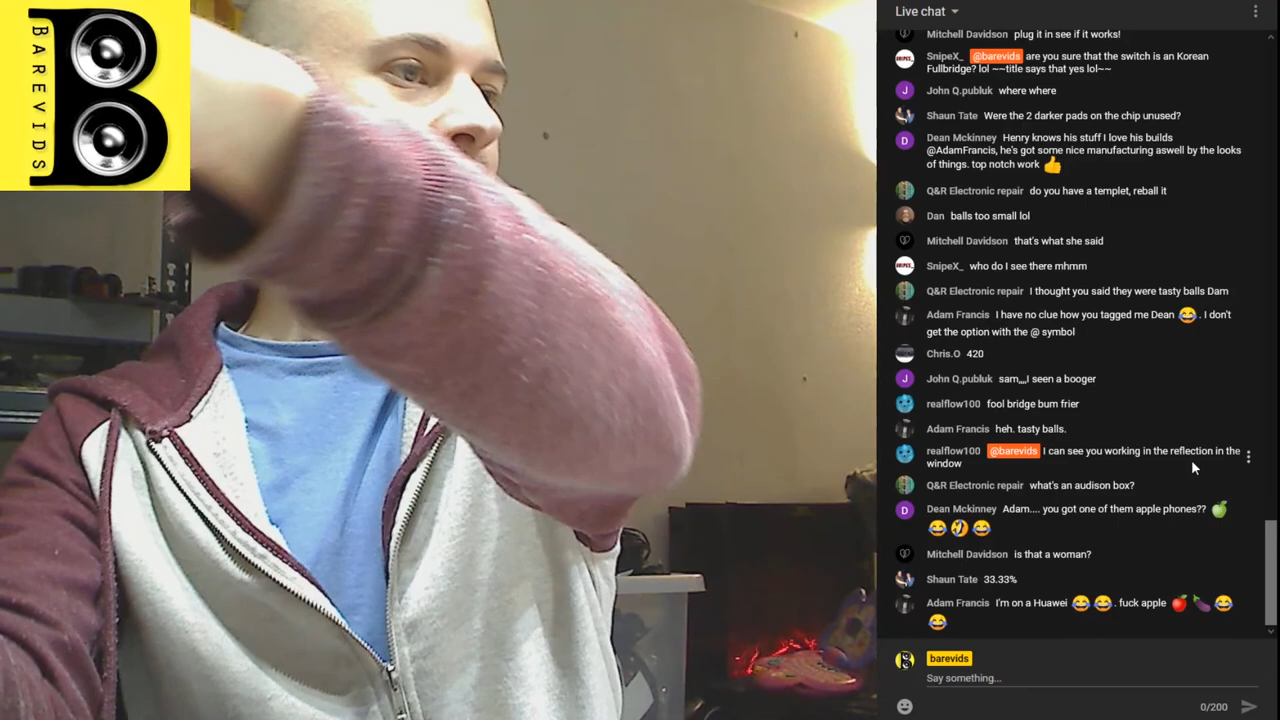 BAREVIDS
Live chat
Mitchell Davidson plug it in see if it works!
SnipeX_ @barevids are you sure that the switch is an Korean
Fullbridge? lol ~~title says that yes lol~~
John Q.publuk where where
Shaun Tate Were the 2 darker pads on the chip unused?
Dean Mckinney Henry knows his stuff I love his builds
@AdamFrancis, he's got some nice manufacturing aswell by the looks
of things. top notch work 👍
Q&R Electronic repair do you have a templet, reball it
Dan balls too small lol
Mitchell Davidson that's what she said
SnipeX_ who do I see there mhmm
Q&R Electronic repair I thought you said they were tasty balls Dam
Adam Francis I have no clue how you tagged me Dean 😂. I don't
get the option with the @ symbol
Chris.O 420
John Q.publuk sam,,,,I seen a booger
realflow100 fool bridge bum frier
Adam Francis heh. tasty balls.
realflow100 @barevids I can see you working in the reflection in the
window
Q&R Electronic repair what's an audison box?
Dean Mckinney Adam.... you got one of them apple phones?? 🍏
😂🤣😂
Mitchell Davidson is that a woman?
Shaun Tate 33.33%
Adam Francis I'm on a Huawei 😂😂. fuck apple 🍎🍆😂
😂
barevids
Say something...
0/200